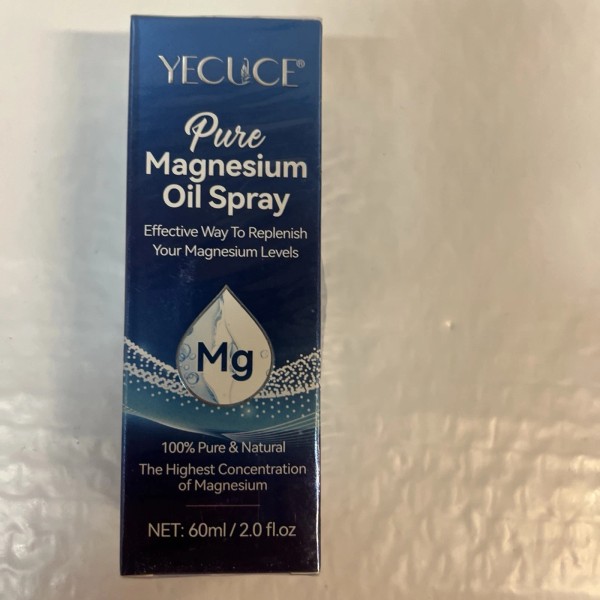 YECUCE®
Pure
Magnesium
Oil Spray
Effective Way To Replenish
Your Magnesium Levels
Mg
100% Pure & Natural
The Highest Concentration
of Magnesium
NET: 60ml / 2.0 fl.oz